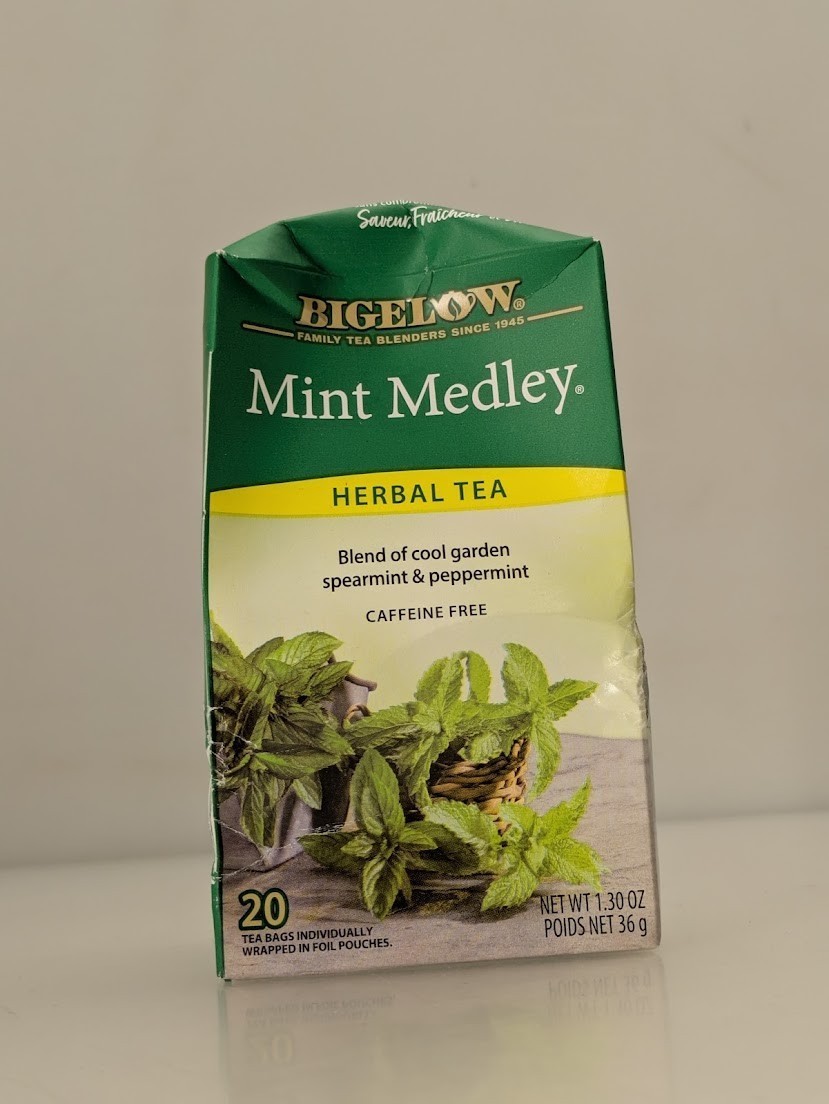 Saveur,
BIGELOW®
FAMILY TEA BLENDERS SINCE 1945
Mint Medley®
HERBAL TEA
Blend of cool garden
spearmint & peppermint
CAFFEINE FREE
20
TEA BAGS INDIVIDUALLY
WRAPPED IN FOIL POUCHES.
NET WT 1.30 OZ
POIDS NET 36 g